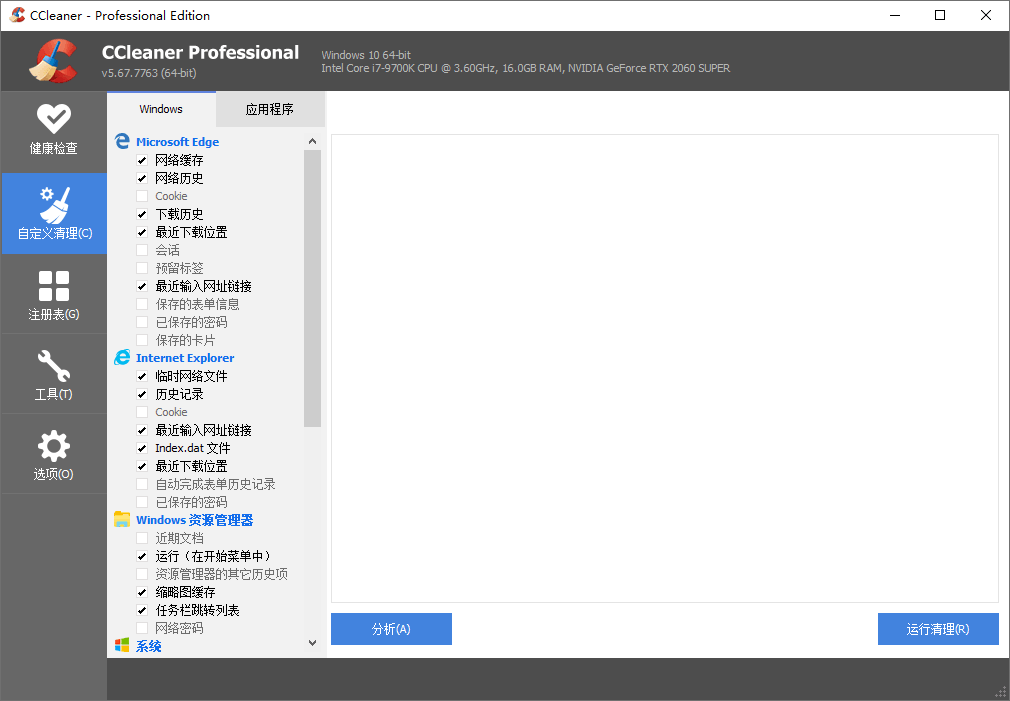 CCleaner - Professional Edition
CCleaner Professional
v5.67.7763 (64-bit)
Windows 10 64-bit
Intel Core i7-9700K CPU @ 3.60GHz, 16.0GB RAM, NVIDIA GeForce RTX 2060 SUPER
健康检查
自定义清理(C)
注册表(G)
工具(T)
选项(O)
Windows
应用程序
Microsoft Edge
网络缓存
网络历史
Cookie
下载历史
最近下载位置
会话
预留标签
最近输入网址链接
保存的表单信息
已保存的密码
保存的卡片
Internet Explorer
临时网络文件
历史记录
Cookie
最近输入网址链接
Index.dat 文件
最近下载位置
自动完成表单历史记录
已保存的密码
Windows 资源管理器
近期文档
运行（在开始菜单中）
资源管理器的其它历史项
缩略图缓存
任务栏跳转列表
网络密码
系统
分析(A)
运行清理(R)